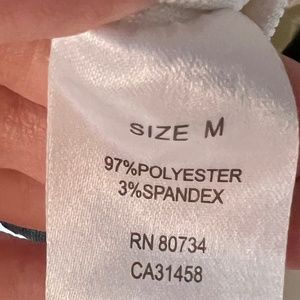 SIZE M
97%POLYESTER
3%SPANDEX
RN 80734
CA31458